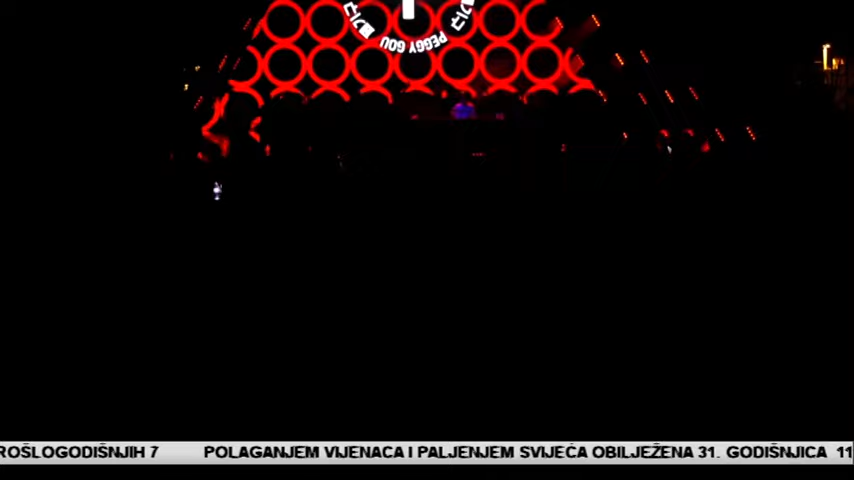 PEGGY GOU
ROŠLOGODIŠNJIH 7 POLAGANJEM VIJENACA I PALJENJEM SVIJEĆA OBILJEŽENA 31. GODIŠNJICA 11